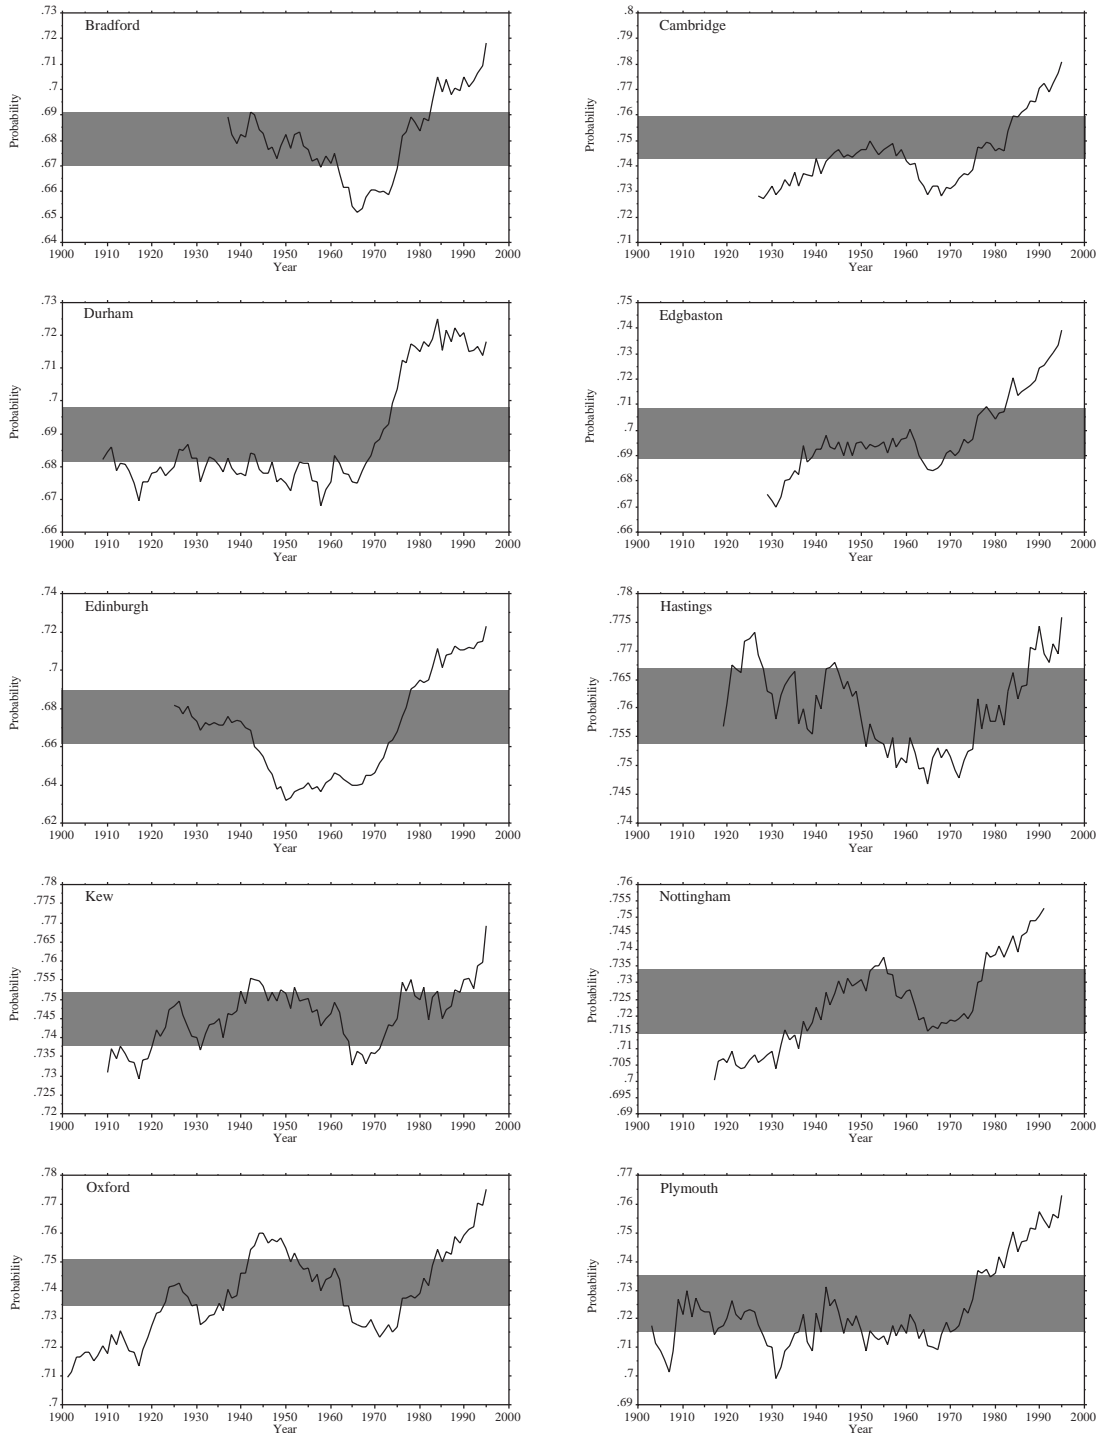 Bradford
.73
.72
.71
.7
.69
.68
.67
.66
.65
.64
Probability
1900 1910 1920 1930 1940 1950 1960 1970 1980 1990 2000
Year
Cambridge
.8
.79
.78
.77
.76
.75
.74
.73
.72
.71
Probability
1900 1910 1920 1930 1940 1950 1960 1970 1980 1990 2000
Year
Durham
.73
.72
.71
.7
.69
.68
.67
.66
Probability
1900 1910 1920 1930 1940 1950 1960 1970 1980 1990 2000
Year
Edgbaston
.75
.74
.73
.72
.71
.7
.69
.68
.67
.66
Probability
1900 1910 1920 1930 1940 1950 1960 1970 1980 1990 2000
Year
Edinburgh
.74
.72
.7
.68
.66
.64
.62
Probability
1900 1910 1920 1930 1940 1950 1960 1970 1980 1990 2000
Year
Hastings
.78
.775
.77
.765
.76
.755
.75
.745
.74
Probability
1900 1910 1920 1930 1940 1950 1960 1970 1980 1990 2000
Year
Kew
.78
.775
.77
.765
.76
.755
.75
.745
.74
.735
.73
.725
.72
Probability
1900 1910 1920 1930 1940 1950 1960 1970 1980 1990 2000
Year
Nottingham
.76
.755
.75
.745
.74
.735
.73
.725
.72
.715
.71
.705
.7
.695
.69
Probability
1900 1910 1920 1930 1940 1950 1960 1970 1980 1990 2000
Year
Oxford
.78
.77
.76
.75
.74
.73
.72
.71
.7
Probability
1900 1910 1920 1930 1940 1950 1960 1970 1980 1990 2000
Year
Plymouth
.77
.76
.75
.74
.73
.72
.71
.7
.69
Probability
1900 1910 1920 1930 1940 1950 1960 1970 1980 1990 2000
Year